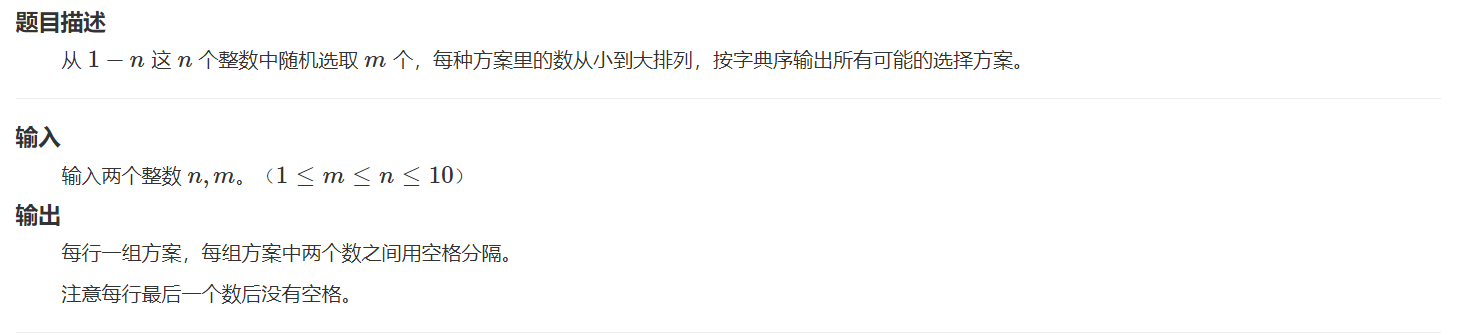 题目描述
从 1 − n 这 n 个整数中随机选取 m 个，每种方案里的数从小到大排列，按字典序输出所有可能的选择方案。
输入
输入两个整数 n, m。（1 ≤ m ≤ n ≤ 10）
输出
每行一组方案，每组方案中两个数之间用空格分隔。
注意每行最后一个数后没有空格。